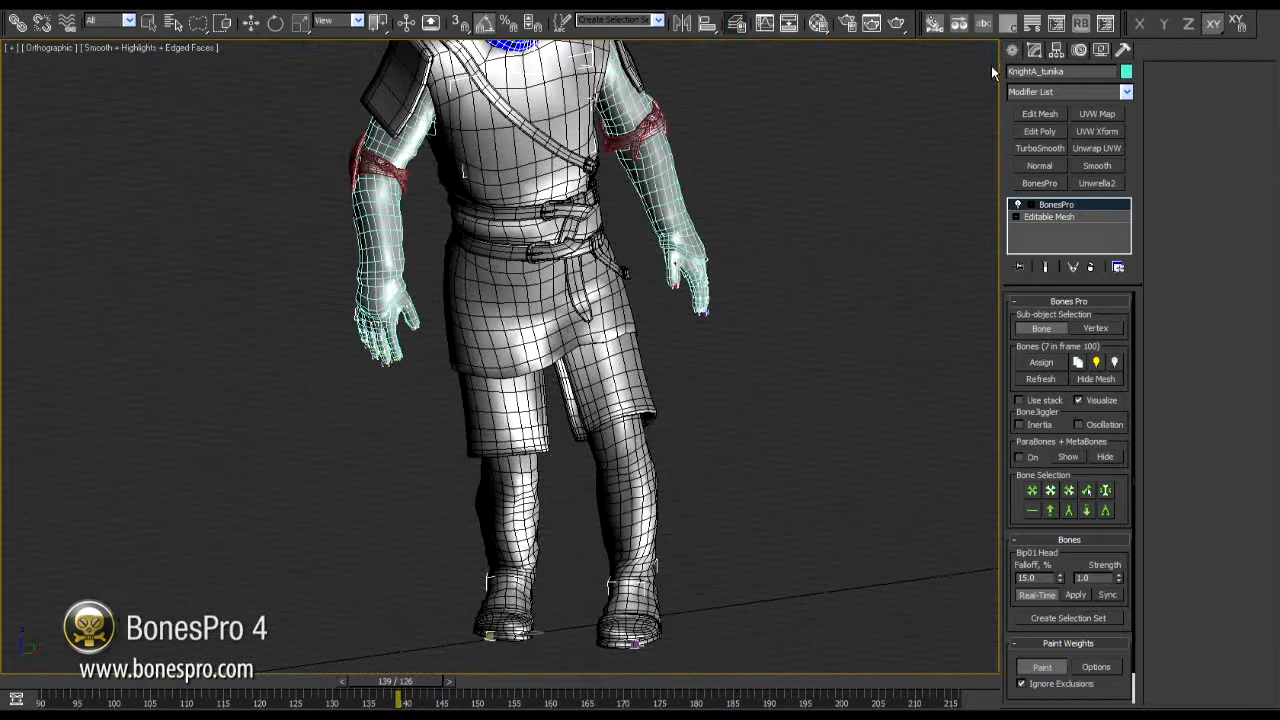 All
View
Create Selection Se
abc
RB
X Y Z XY XY
[ + ] [ Orthographic ] [ Smooth + Highlights + Edged Faces ]
KnightA_tunika
Modifier List
Edit Mesh UVW Map
Edit Poly UVW Xform
TurboSmooth Unwrap UVW
Normal Smooth
BonesPro Unwrella2
BonesPro
Editable Mesh
- Bones Pro
Sub-object Selection
Bone Vertex
Bones (7 in frame 100)
Assign
Refresh Hide Mesh
Use stack Visualize
BoneJiggler
Inertia Oscillation
ParaBones + MetaBones
On Show Hide
Bone Selection
- Bones
Bip01 Head
Falloff, % Strength
15.0 1.0
Real-Time Apply Sync
Create Selection Set
- Paint Weights
Paint Options
Ignore Exclusions
BonesPro 4
www.bonespro.com
< 139 / 126 >
90 95 100 105 110 115 120 125 130 135 140 145 150 155 160 165 170 175 180 185 190 195 200 205 210 215